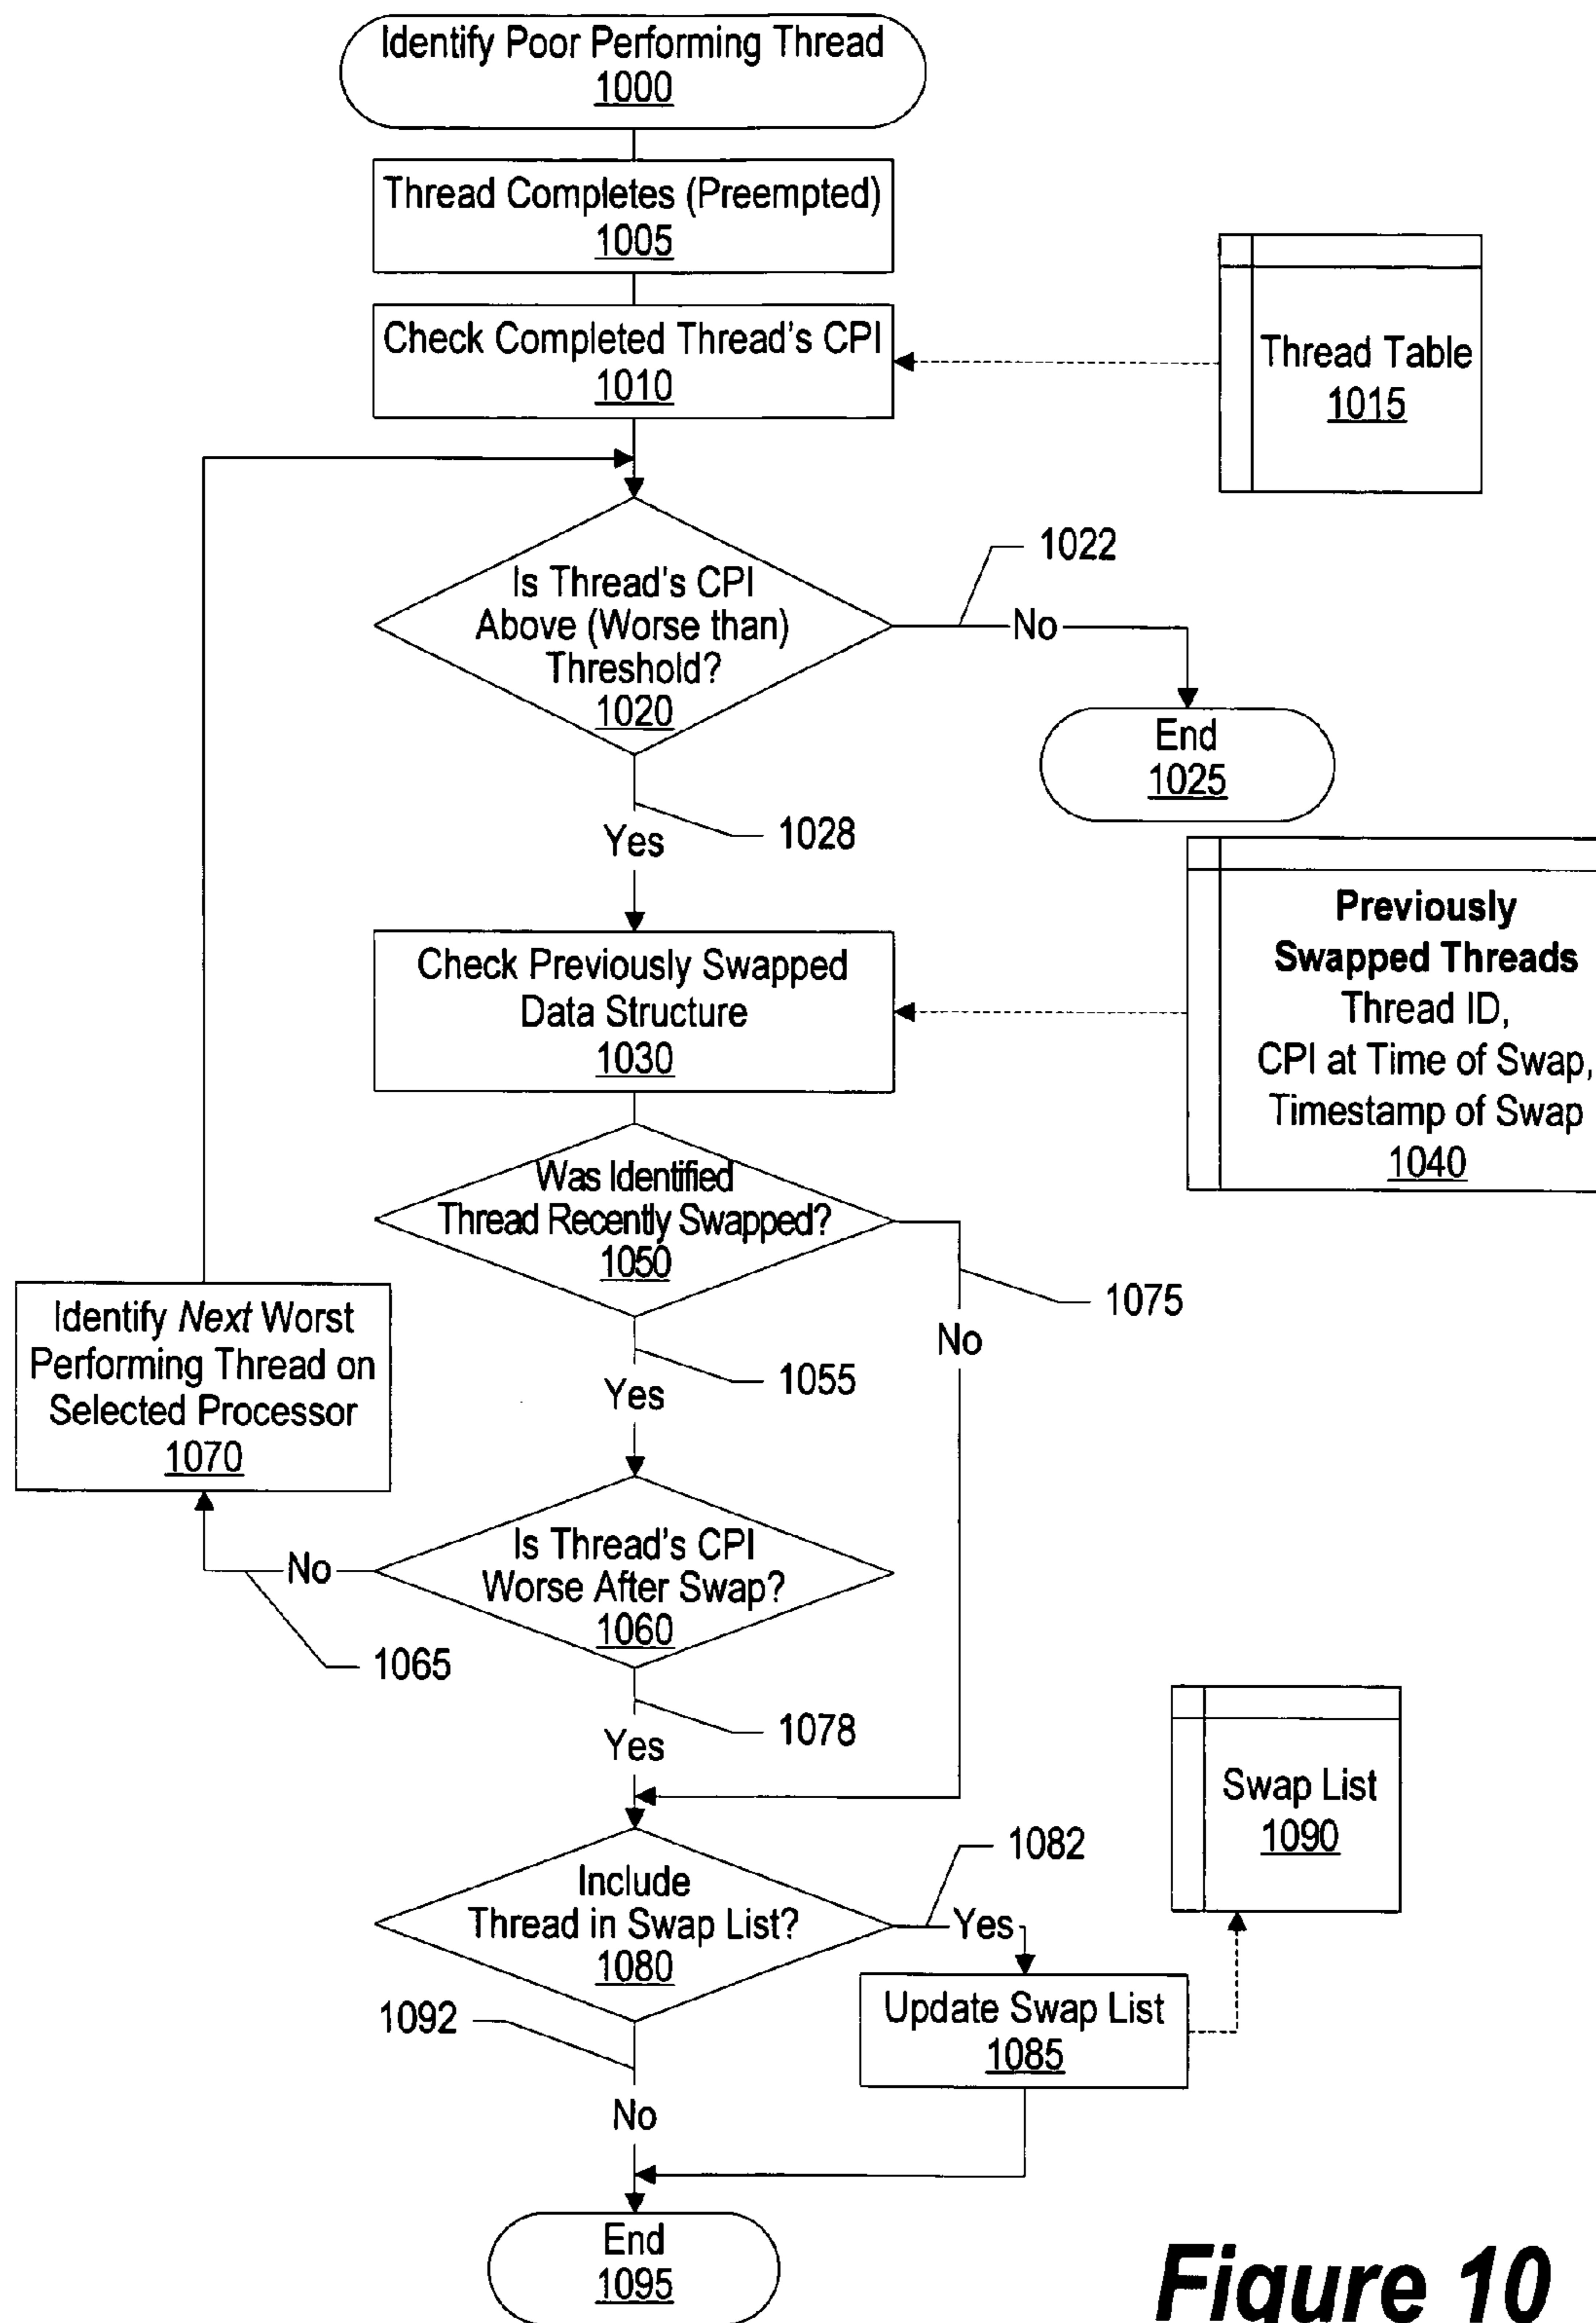 Identify Poor Performing Thread
1000
Thread Completes (Preempted)
1005
Check Completed Thread's CPI
1010
Thread Table
1015
Is Thread's CPI
Above (Worse than)
Threshold?
1020
1022
No
End
1025
1028
Yes
Check Previously Swapped
Data Structure
1030
Previously
Swapped Threads
Thread ID,
CPI at Time of Swap,
Timestamp of Swap
1040
Was Identified
Thread Recently Swapped?
1050
1075
No
1055
Yes
Identify Next Worst
Performing Thread on
Selected Processor
1070
Is Thread's CPI
Worse After Swap?
1060
No
1065
1078
Yes
Swap List
1090
Include
Thread in Swap List?
1080
1082
Yes
Update Swap List
1085
1092
No
End
1095
Figure 10